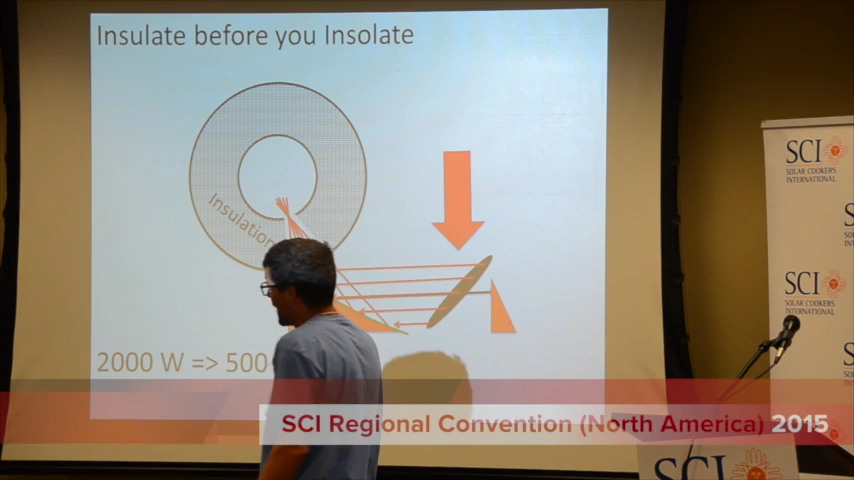 Insulate before you Insolate
Insulation
2000 W => 500
SCI
SOLAR COOKERS
INTERNATIONAL
SCI
SOLAR COOKERS
INTERNATIONAL
SCI Regional Convention (North America) 2015
SCI